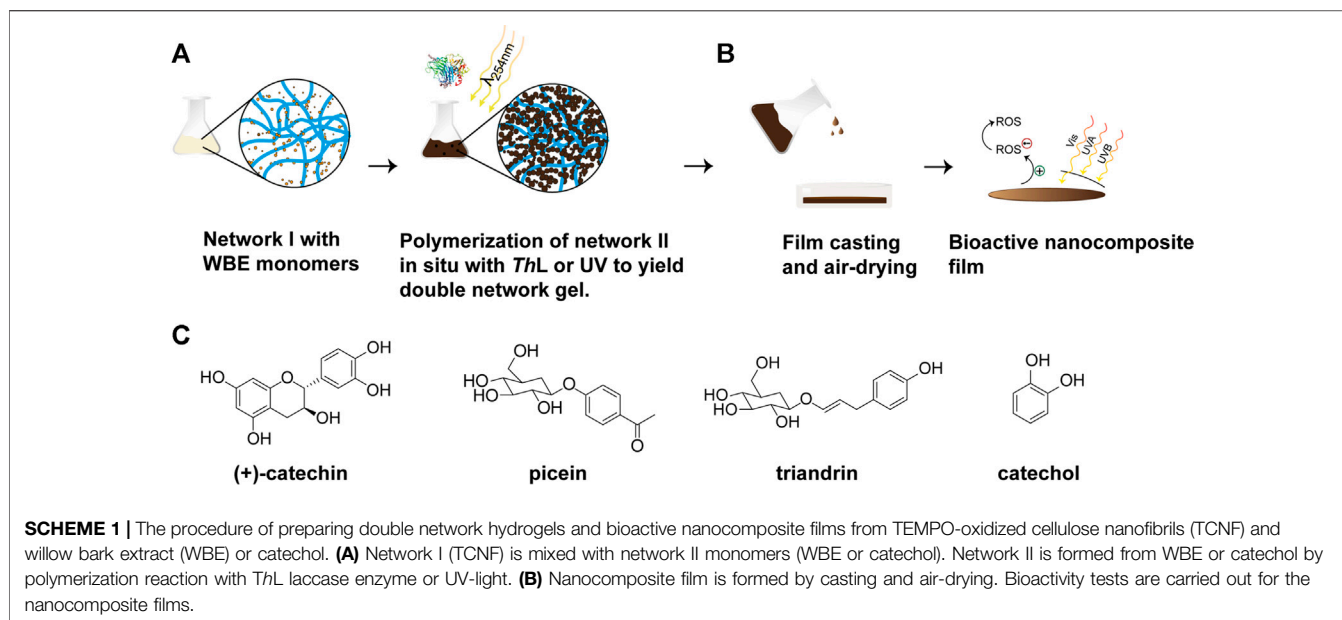 A
λ254nm
B
ROS
ROS
Vis
UVA
UVB
Network I with
WBE monomers
Polymerization of network II
in situ with ThL or UV to yield
double network gel.
Film casting
and air-drying
Bioactive nanocomposite
film
C
HO
O
OH
OH
OH
OH
(+)-catechin
OH
HO
HO
OH
O
O
picein
OH
HO
HO
OH
O
OH
triandrin
OH
OH
catechol
SCHEME 1 | The procedure of preparing double network hydrogels and bioactive nanocomposite films from TEMPO-oxidized cellulose nanofibrils (TCNF) and
willow bark extract (WBE) or catechol. (A) Network I (TCNF) is mixed with network II monomers (WBE or catechol). Network II is formed from WBE or catechol by
polymerization reaction with ThL laccase enzyme or UV-light. (B) Nanocomposite film is formed by casting and air-drying. Bioactivity tests are carried out for the
nanocomposite films.